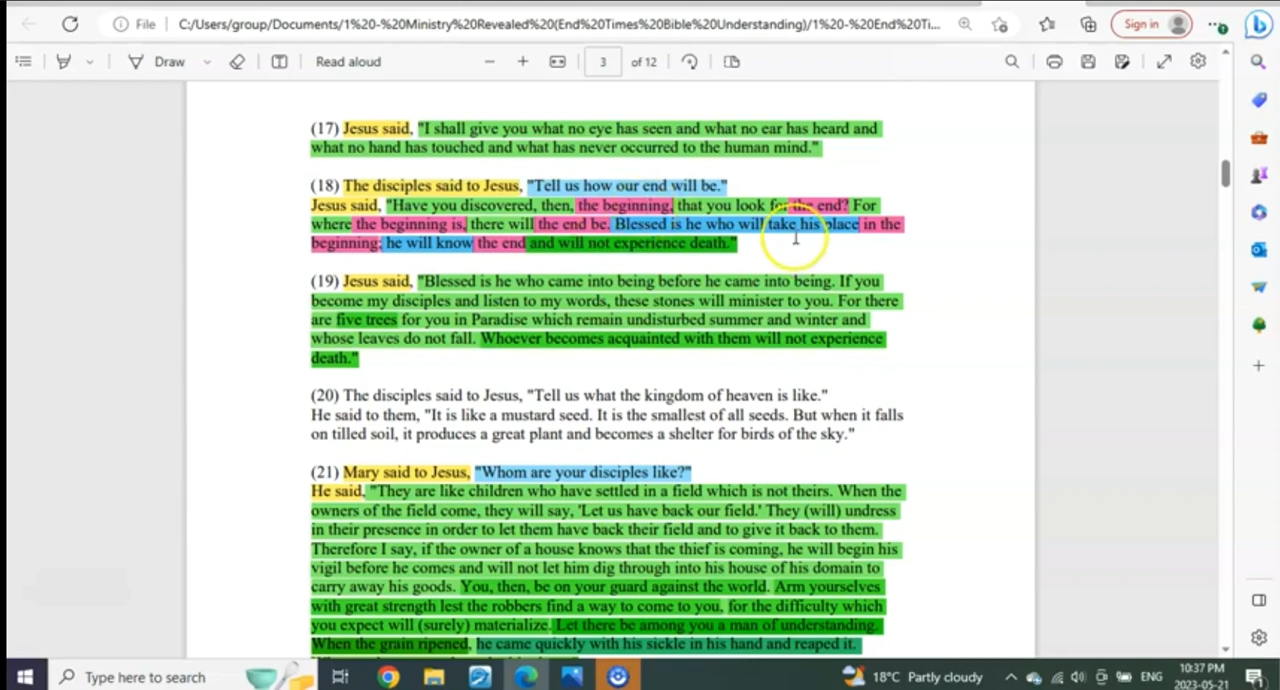 File
C:/Users/group/Documents/1%20-%20Ministry%20Revealed%20(End%20Times%20Bible%20Understanding)/1%20-%20End%20Ti...
Sign in
Draw
Read aloud
3
of 12
(17) Jesus said, "I shall give you what no eye has seen and what no ear has heard and
what no hand has touched and what has never occurred to the human mind."
(18) The disciples said to Jesus, "Tell us how our end will be."
Jesus said, "Have you discovered, then, the beginning, that you look for the end? For
where the beginning is, there will the end be. Blessed is he who will take his place in the
beginning; he will know the end and will not experience death."
(19) Jesus said, "Blessed is he who came into being before he came into being. If you
become my disciples and listen to my words, these stones will minister to you. For there
are five trees for you in Paradise which remain undisturbed summer and winter and
whose leaves do not fall. Whoever becomes acquainted with them will not experience
death."
(20) The disciples said to Jesus, "Tell us what the kingdom of heaven is like."
He said to them, "It is like a mustard seed. It is the smallest of all seeds. But when it falls
on tilled soil, it produces a great plant and becomes a shelter for birds of the sky."
(21) Mary said to Jesus, "Whom are your disciples like?"
He said, "They are like children who have settled in a field which is not theirs. When the
owners of the field come, they will say, 'Let us have back our field.' They (will) undress
in their presence in order to let them have back their field and to give it back to them.
Therefore I say, if the owner of a house knows that the thief is coming, he will begin his
vigil before he comes and will not let him dig through into his house of his domain to
carry away his goods. You, then, be on your guard against the world. Arm yourselves
with great strength lest the robbers find a way to come to you, for the difficulty which
you expect will (surely) materialize. Let there be among you a man of understanding.
When the grain ripened, he came quickly with his sickle in his hand and reaped it.
Type here to search
18°C Partly cloudy
ENG
10:37 PM
2023-05-21